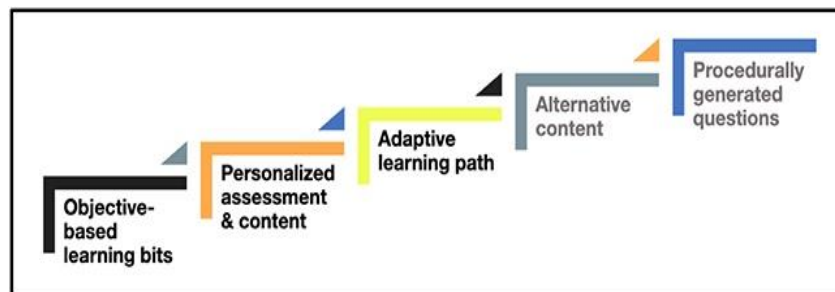 Objective-
based
learning bits
Personalized
assessment
& content
Adaptive
learning path
Alternative
content
Procedurally
generated
questions